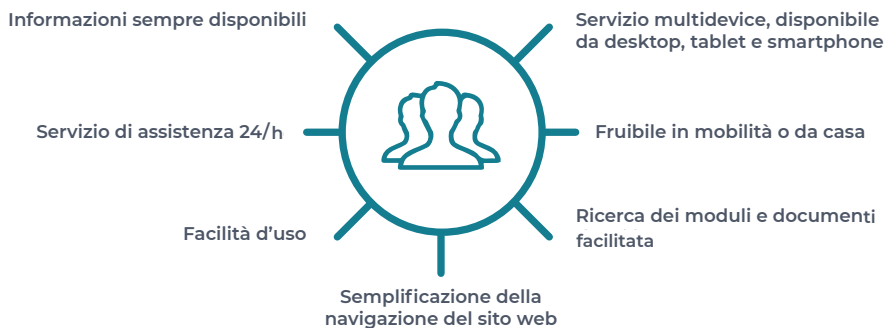 Informazioni sempre disponibili
Servizio multidevice, disponibile
da desktop, tablet e smartphone
Servizio di assistenza 24/h
Fruibile in mobilità o da casa
Facilità d'uso
Ricerca dei moduli e documenti
facilitata
Semplificazione della
navigazione del sito web